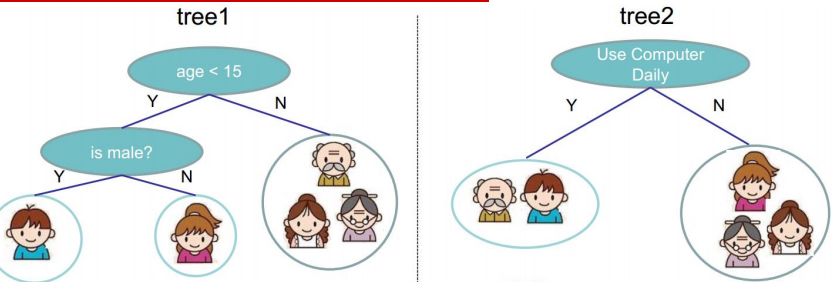 tree1
age < 15
Y
N
is male?
Y
N
tree2
Use Computer
Daily
Y
N